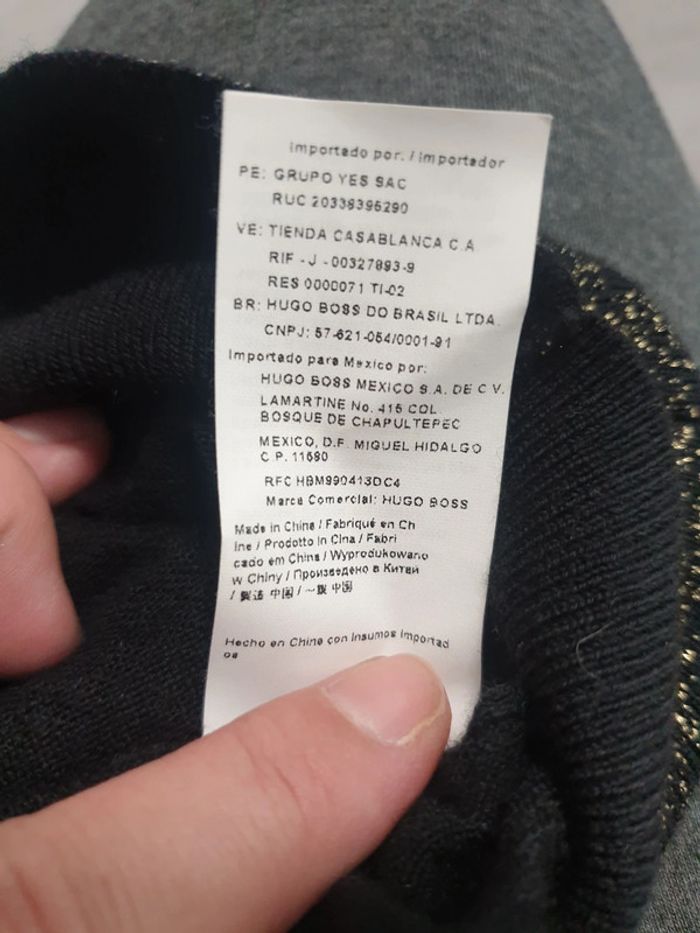 Importado por. / Importador
PE: GRUPO YES SAC
RUC 20338395290
VE: TIENDA CASABLANCA C A
RIF - J - 00327893-9
RES 0000071 TI-02
BR: HUGO BOSS DO BRASIL LTDA.
CNPJ: 57-621-054/0001-91
Importado para Mexico por:
HUGO BOSS MEXICO S.A. DE C V.
LAMARTINE No. 415 COL.
BOSQUE DE CHAPULTEPEC
MEXICO, D.F. MIGUEL HIDALGO
C P. 11580
RFC HBM990413DC4
Marca Comercial: HUGO BOSS
Made in China / Fabriqué en Ch
ine / Prodotto in Cina / Fabri
cado em China / Wyprodukowano
w Chiny / Произведено в Китай
/ 製造 中国 / 中国
Hecho en China con Insumos Importad
os